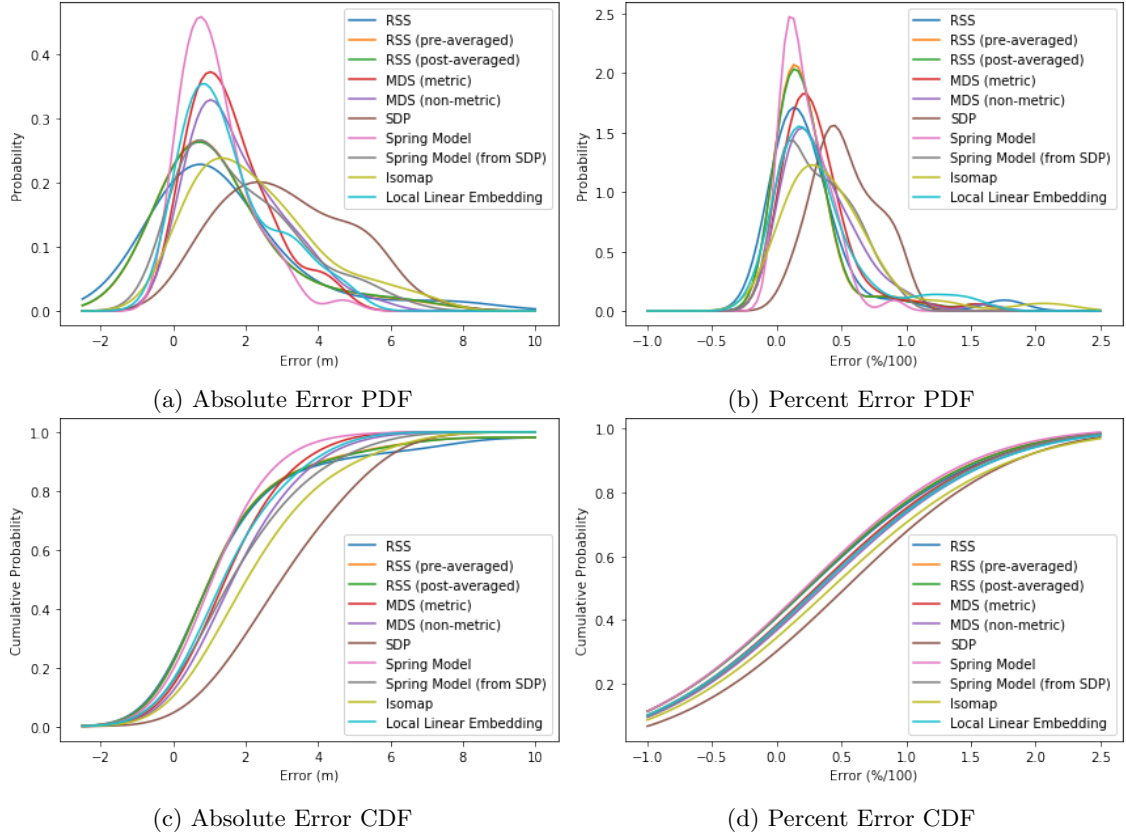 0.4
0.3
0.2
0.1
0.0
Probability
−2
0
2
4
6
8
10
Error (m)
RSS
RSS (pre-averaged)
RSS (post-averaged)
MDS (metric)
MDS (non-metric)
SDP
Spring Model
Spring Model (from SDP)
Isomap
Local Linear Embedding
(a) Absolute Error PDF
2.5
2.0
1.5
1.0
0.5
0.0
Probability
−1.0
−0.5
0.0
0.5
1.0
1.5
2.0
2.5
Error (%/100)
RSS
RSS (pre-averaged)
RSS (post-averaged)
MDS (metric)
MDS (non-metric)
SDP
Spring Model
Spring Model (from SDP)
Isomap
Local Linear Embedding
(b) Percent Error PDF
1.0
0.8
0.6
0.4
0.2
0.0
Cumulative Probability
−2
0
2
4
6
8
10
Error (m)
RSS
RSS (pre-averaged)
RSS (post-averaged)
MDS (metric)
MDS (non-metric)
SDP
Spring Model
Spring Model (from SDP)
Isomap
Local Linear Embedding
(c) Absolute Error CDF
1.0
0.8
0.6
0.4
0.2
Cumulative Probability
−1.0
−0.5
0.0
0.5
1.0
1.5
2.0
2.5
Error (%/100)
RSS
RSS (pre-averaged)
RSS (post-averaged)
MDS (metric)
MDS (non-metric)
SDP
Spring Model
Spring Model (from SDP)
Isomap
Local Linear Embedding
(d) Percent Error CDF